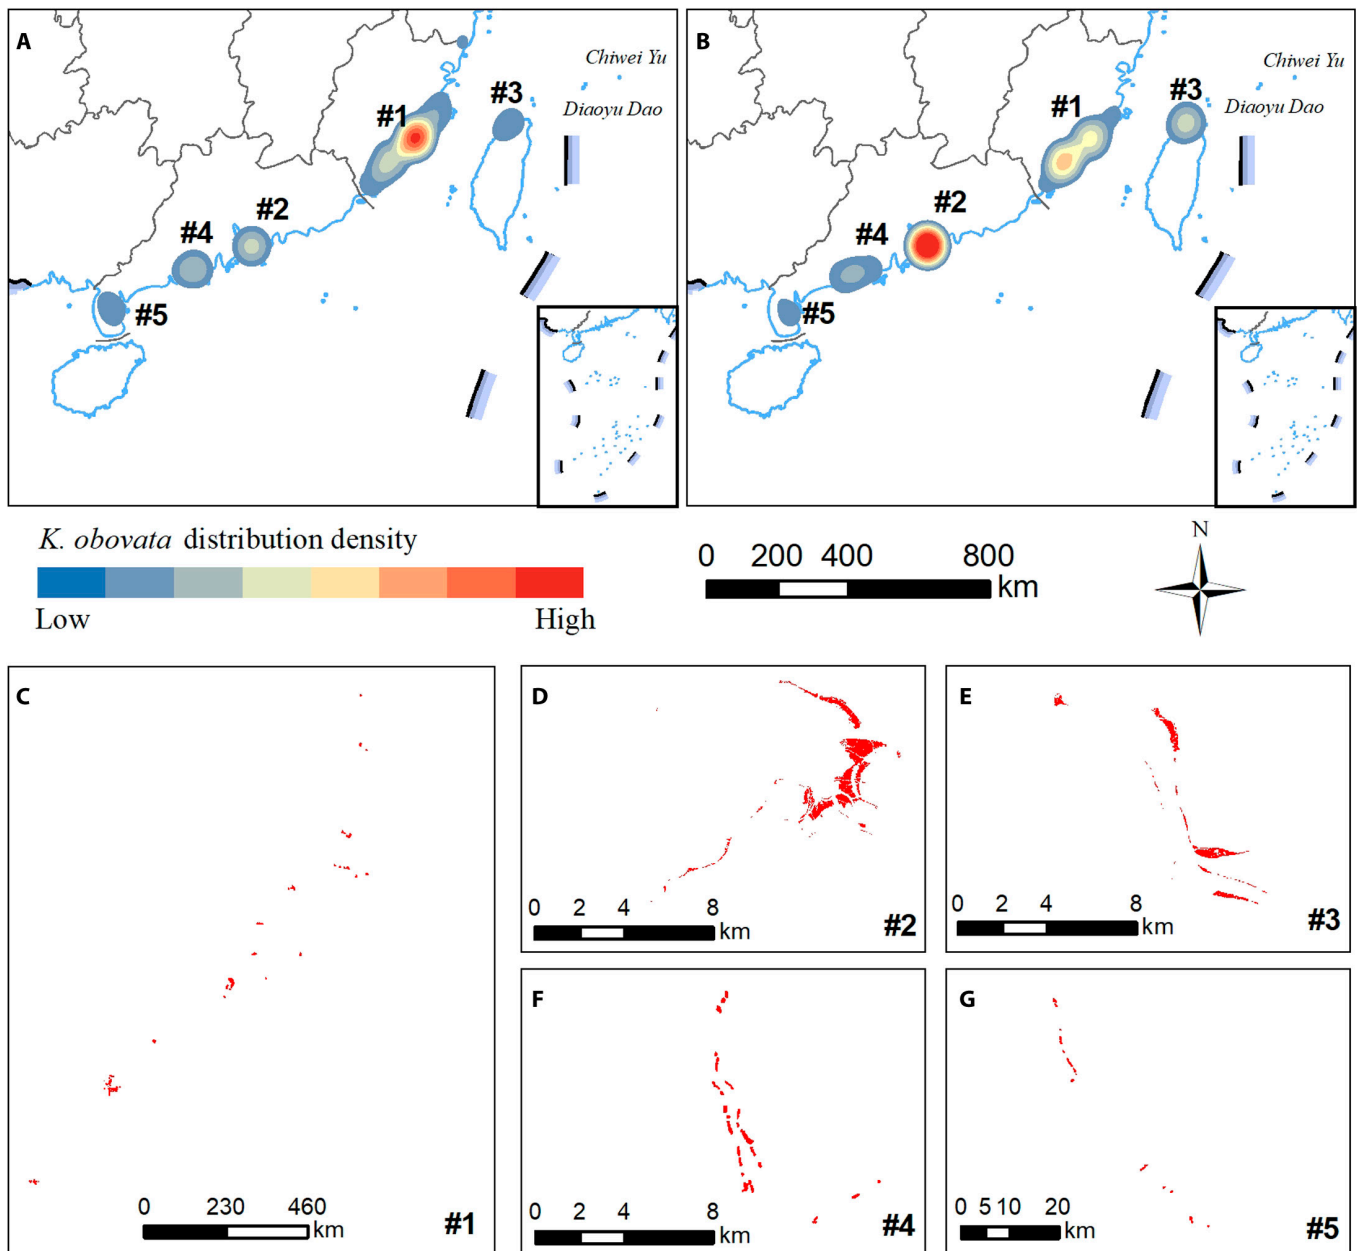 A
Chiwei Yu
#3
Diaoyu Dao
#1
#2
#4
#5
B
Chiwei Yu
#3
Diaoyu Dao
#1
#2
#4
#5
K. obovata distribution density
Low High
0 200 400 800
km
N
C
0 230 460
km
#1
D
0 2 4 8
km
#2
E
0 2 4 8
km
#3
F
0 2 4 8
km
#4
G
0 5 10 20
km
#5